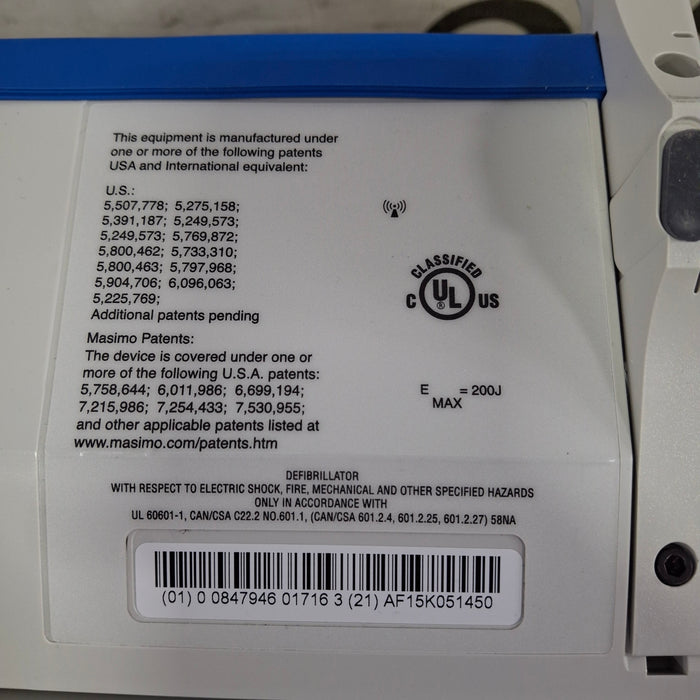 This equipment is manufactured under
one or more of the following patents
USA and International equivalent:
U.S.:
5,507,778; 5,275,158;
5,391,187; 5,249,573;
5,249,573; 5,769,872;
5,800,462; 5,733,310;
5,800,463; 5,797,968;
5,904,706; 6,096,063;
5,225,769;
Additional patents pending
Masimo Patents:
The device is covered under one or
more of the following U.S.A. patents:
5,758,644; 6,011,986; 6,699,194;
7,215,986; 7,254,433; 7,530,955;
and other applicable patents listed at
www.masimo.com/patents.htm
CLASSIFIED
C UL ® US
E MAX = 200J
DEFIBRILLATOR
WITH RESPECT TO ELECTRIC SHOCK, FIRE, MECHANICAL AND OTHER SPECIFIED HAZARDS
ONLY IN ACCORDANCE WITH
UL 60601-1, CAN/CSA C22.2 NO.601.1, (CAN/CSA 601.2.4, 601.2.25, 601.2.27) 58NA
(01) 0 0847946 01716 3 (21) AF15K051450